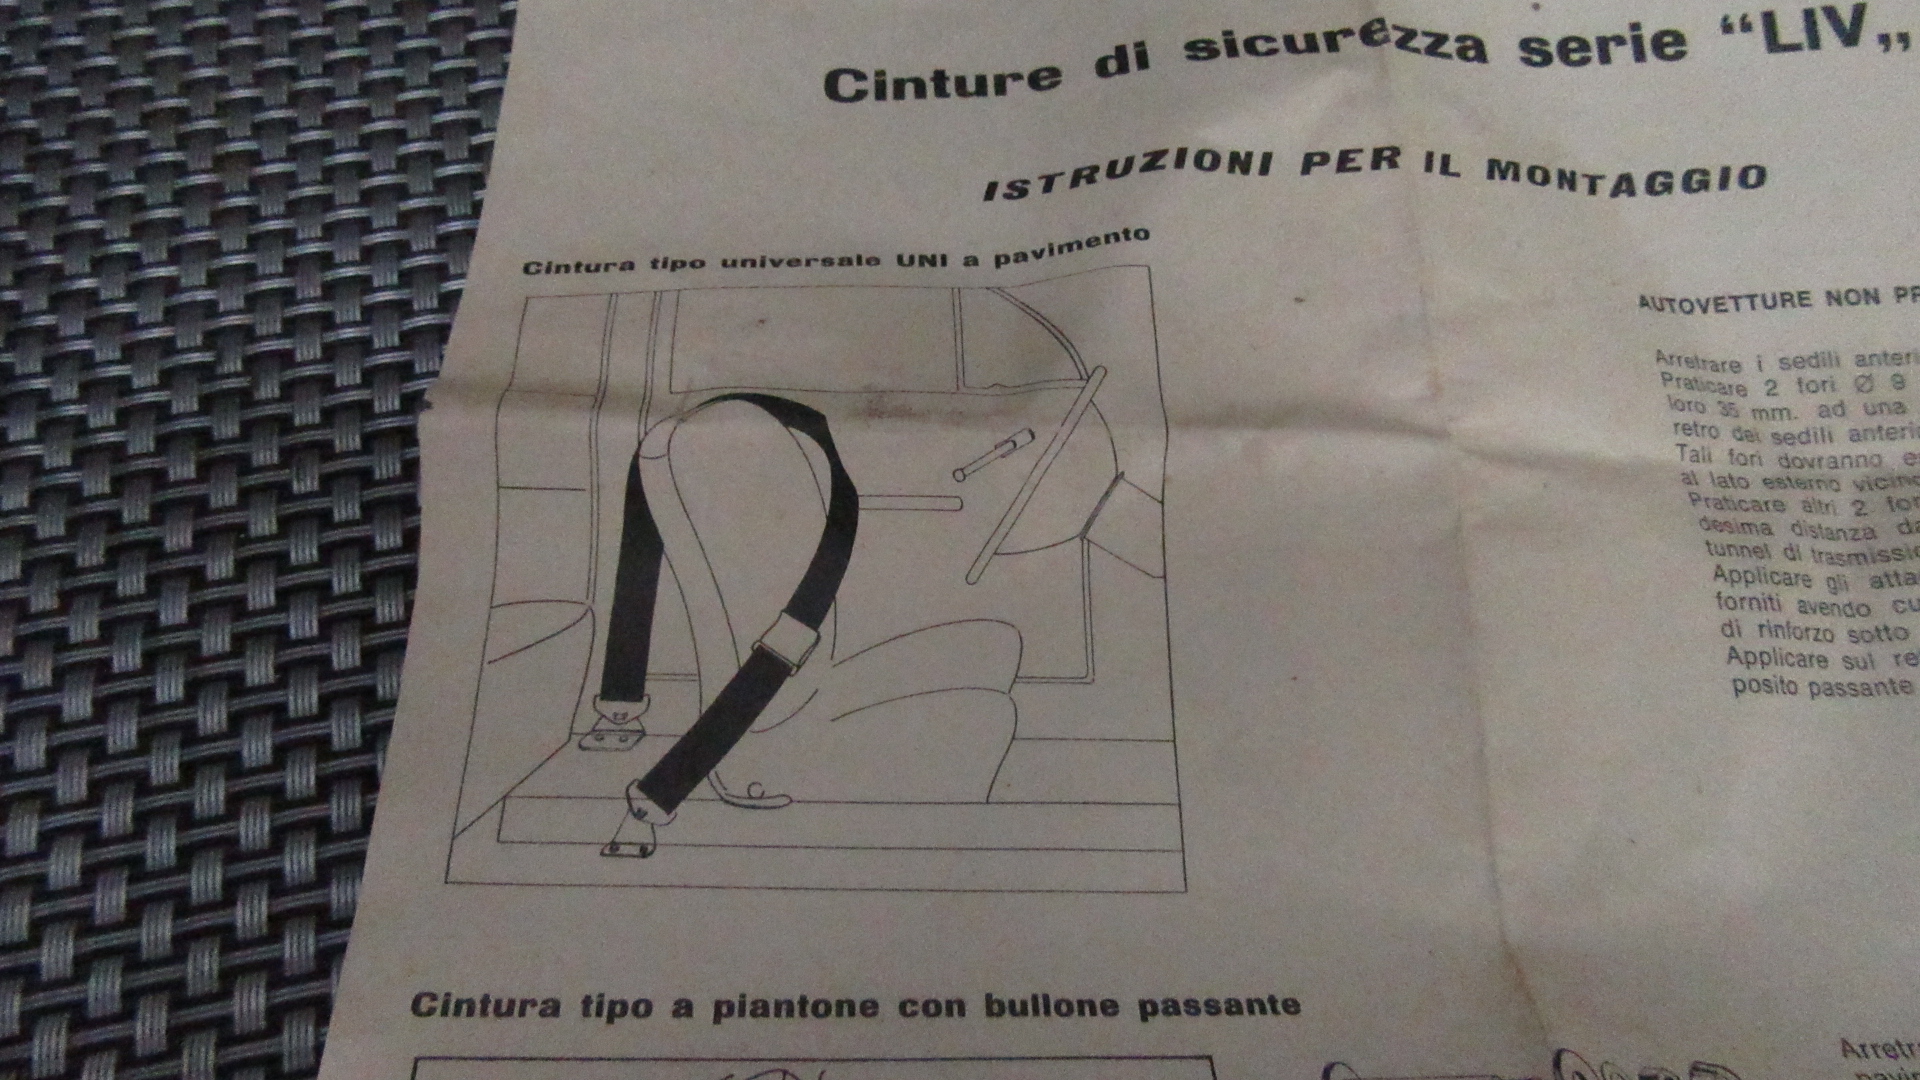 Cinture di sicurezza serie “LIV„
ISTRUZIONI PER IL MONTAGGIO
Cintura tipo universale UNI a pavimento
AUTOVETTURE NON
Arretrare i sedili
Praticare 2 fori Ø 9
loro 35 mm. ad una
retro dei sedili
Tali fori dovranno
al lato esterno
Praticare altri 2
desima distanza
tunnel di
Applicare gli
forniti avendo
di rinforzo sotto
Applicare sul
posito passante
Cintura tipo a piantone con bullone passante